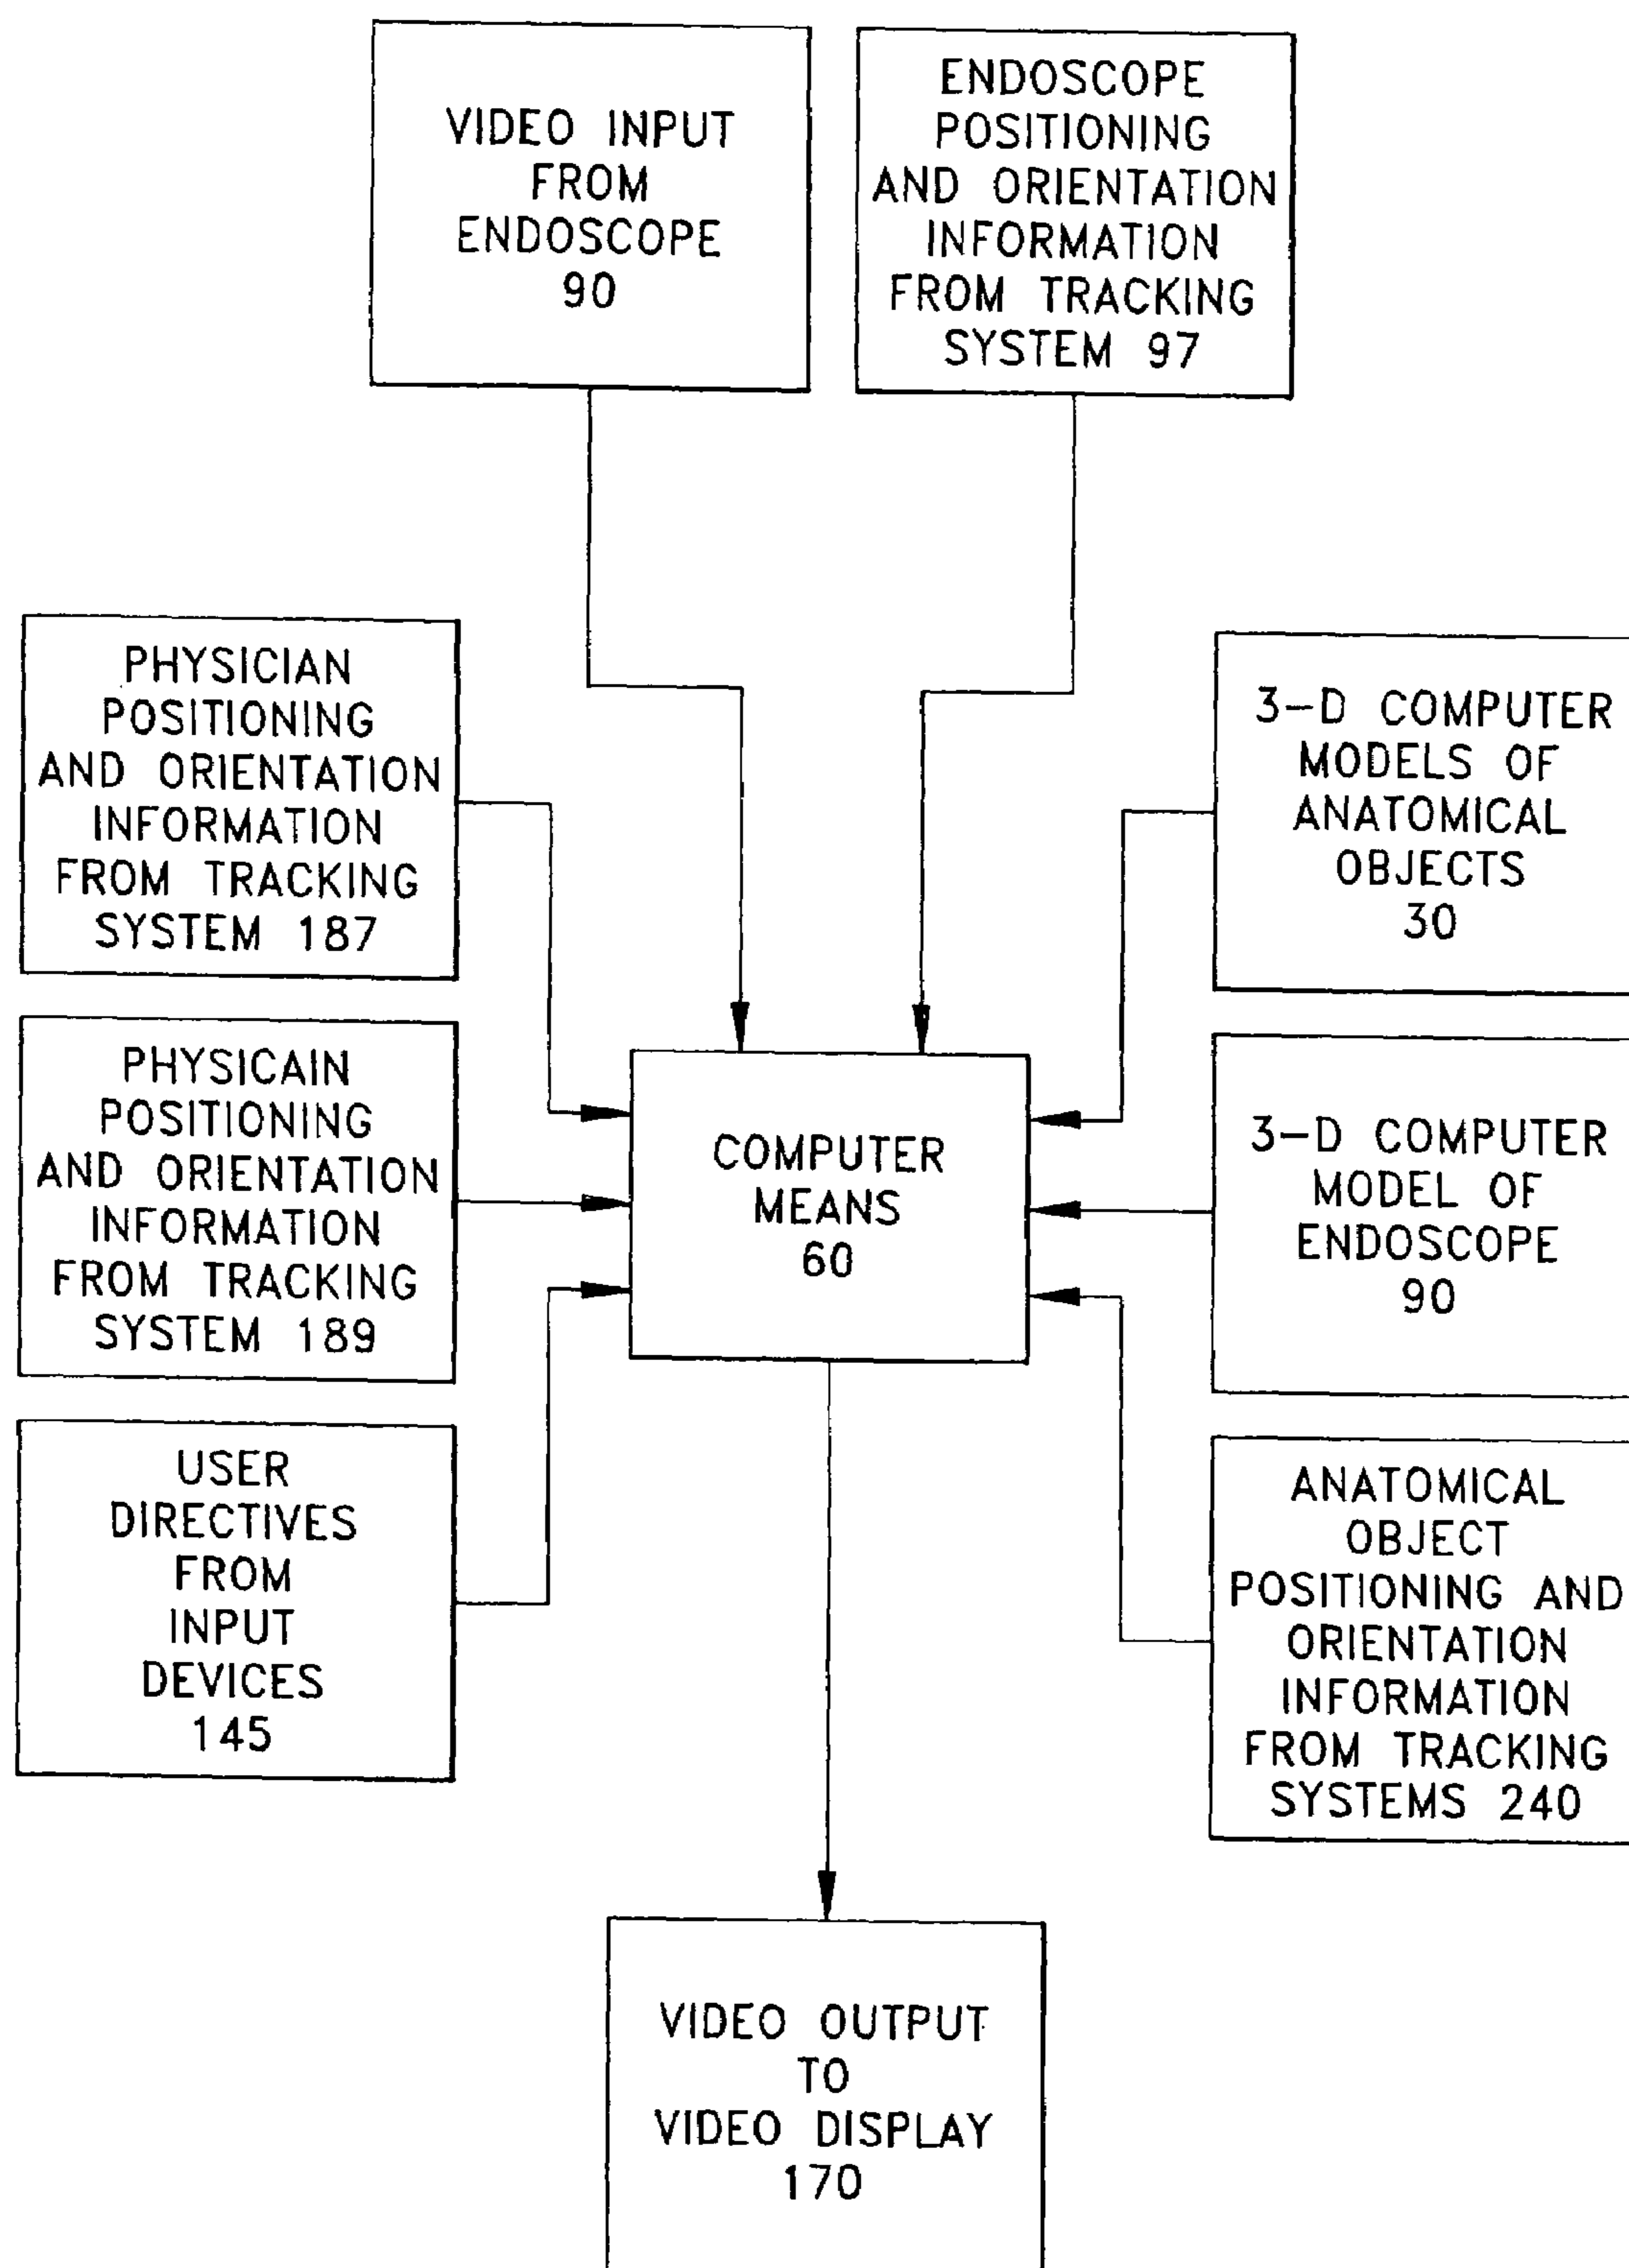 VIDEO INPUT
FROM
ENDOSCOPE
90
ENDOSCOPE
POSITIONING
AND ORIENTATION
INFORMATION
FROM TRACKING
SYSTEM 97
PHYSICIAN
POSITIONING
AND ORIENTATION
INFORMATION
FROM TRACKING
SYSTEM 187
3-D COMPUTER
MODELS OF
ANATOMICAL
OBJECTS
30
PHYSICAIN
POSITIONING
AND ORIENTATION
INFORMATION
FROM TRACKING
SYSTEM 189
COMPUTER
MEANS
60
3-D COMPUTER
MODEL OF
ENDOSCOPE
90
USER
DIRECTIVES
FROM
INPUT
DEVICES
145
ANATOMICAL
OBJECT
POSITIONING AND
ORIENTATION
INFORMATION
FROM TRACKING
SYSTEMS 240
VIDEO OUTPUT
TO
VIDEO DISPLAY
170